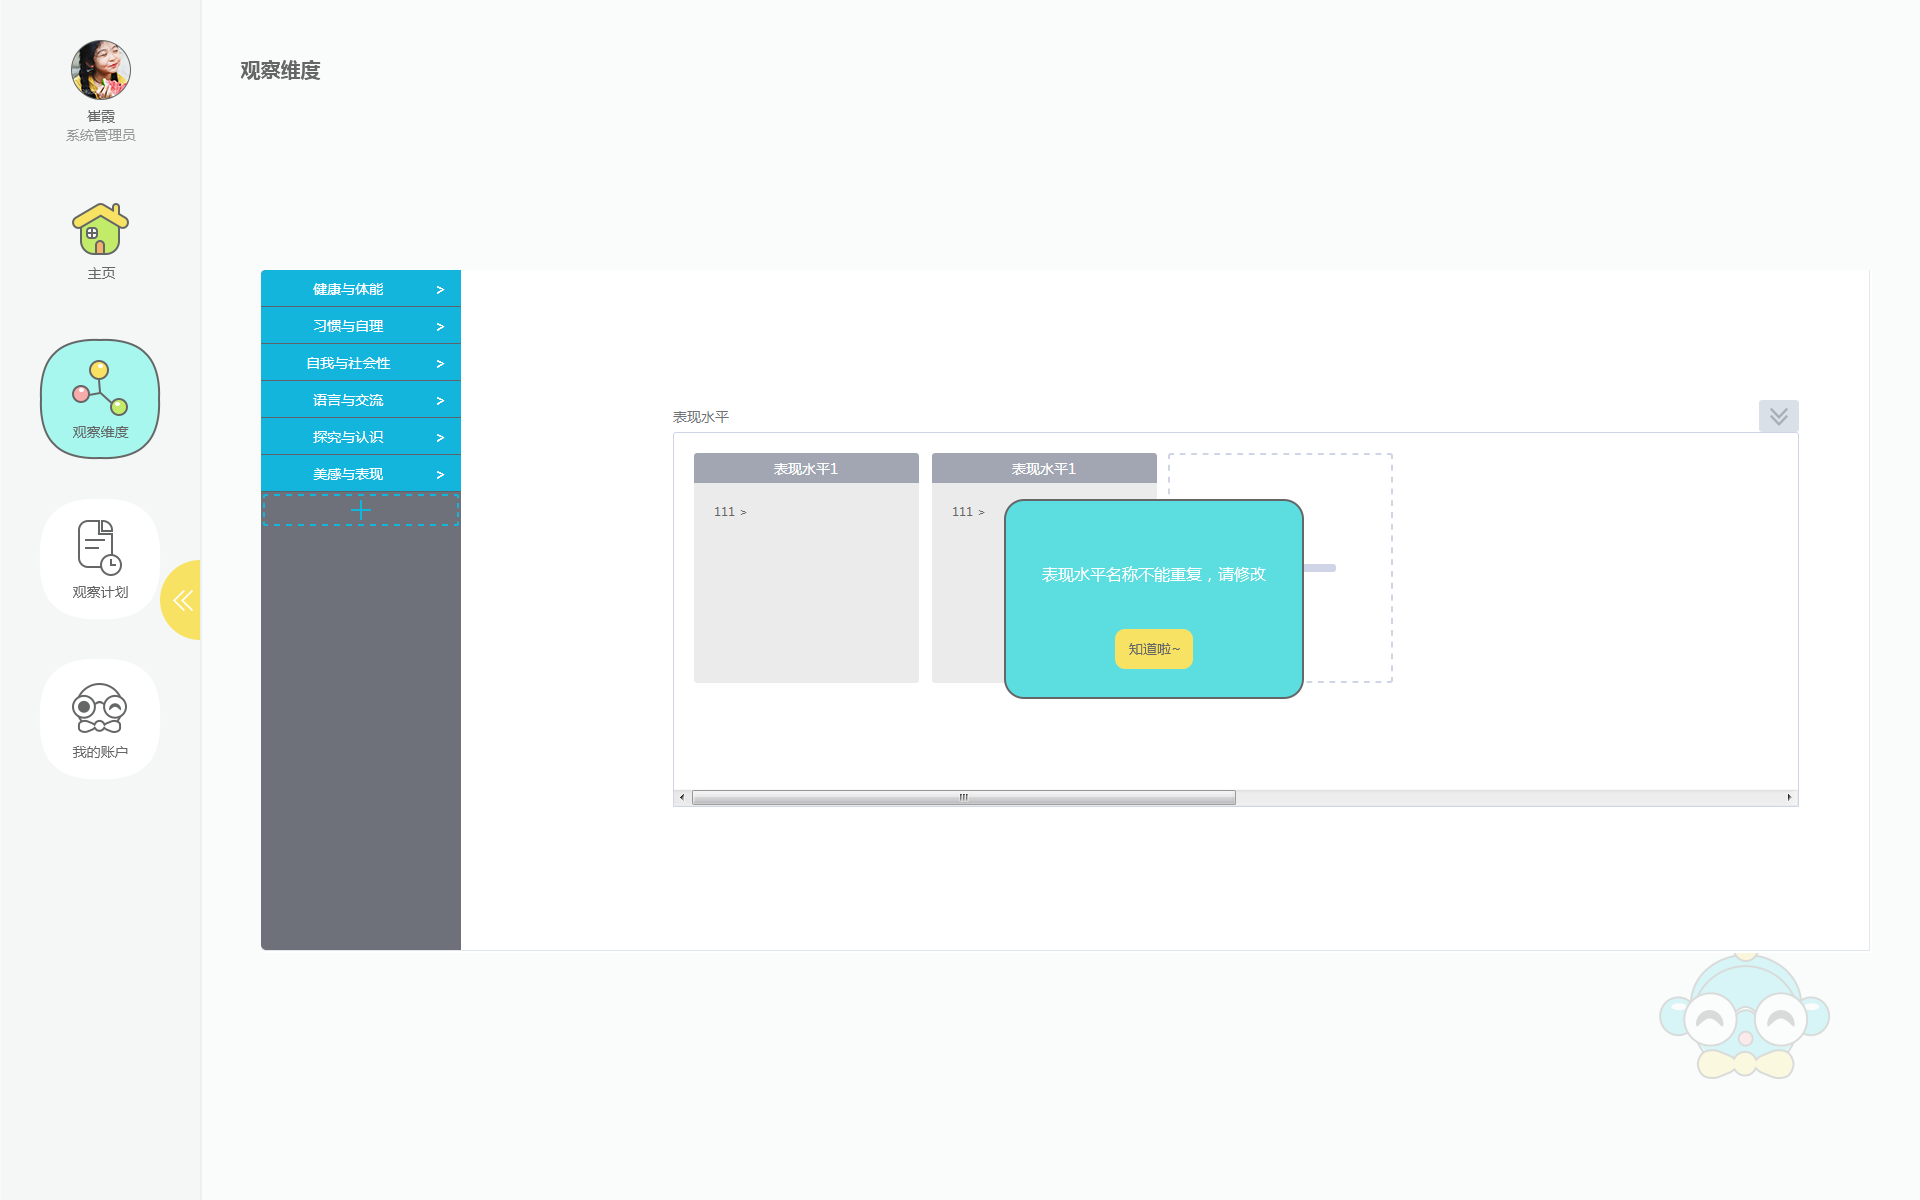 崔霞
系统管理员
主页
观察维度
观察计划
我的账户
观察维度
健康与体能 >
习惯与自理 >
自我与社会性 >
语言与交流 >
探究与认识 >
美感与表现 >
表现水平
表现水平1
111 >
表现水平1
111 >
表现水平名称不能重复，请修改
知道啦~